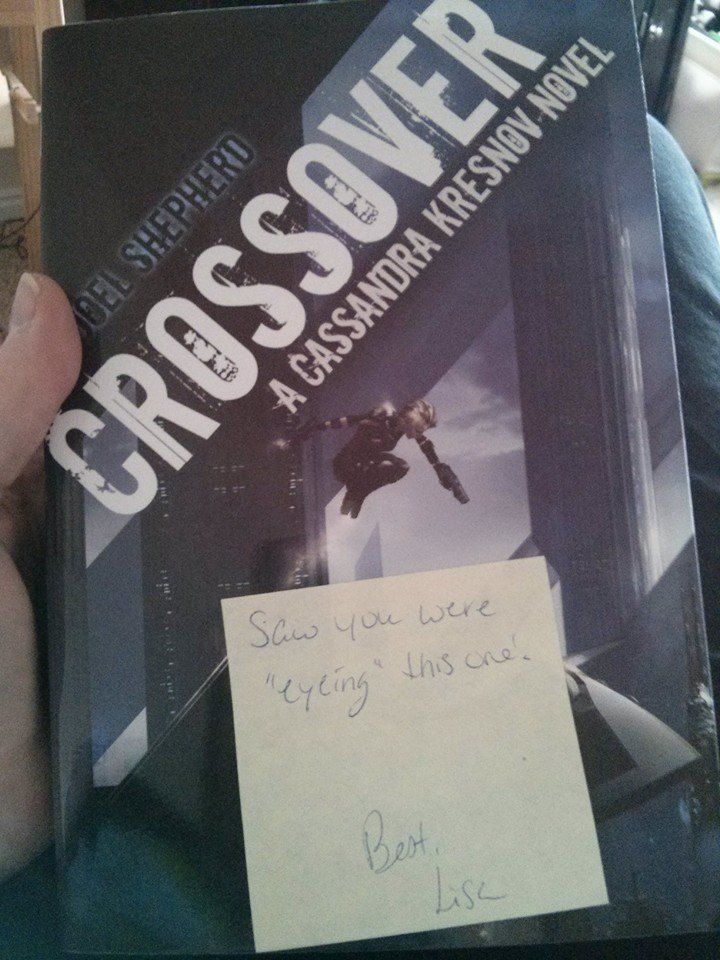 JOEL SHEPHERD
CROSSOVER
A CASSANDRA KRESNOV NOVEL
Saw you were
"eyeing" this one!
Best,
Lisa